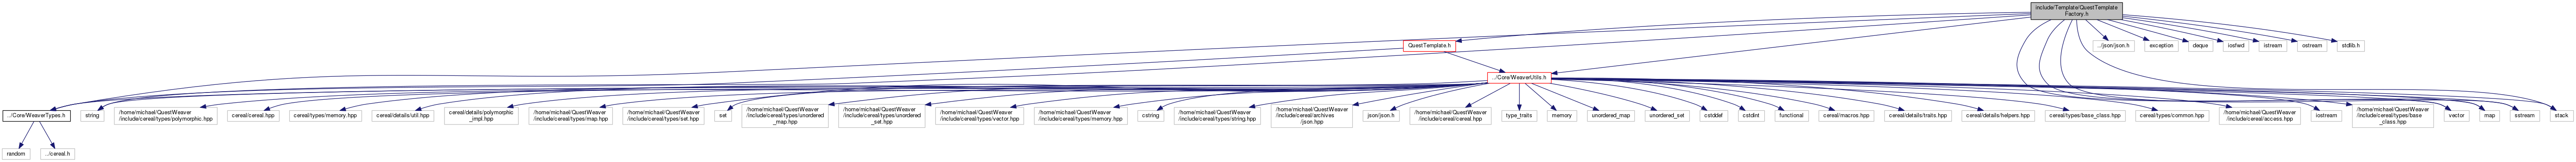 include/Template/QuestTemplate
Factory.h
QuestTemplate.h
.../json/json.h
exception
deque
iosfwd
istream
ostream
stdlib.h
../Core/WeaverUtils.h
../Core/WeaverTypes.h
string
/home/michael/QuestWeaver
/include/cereal/types/polymorphic.hpp
cereal/cereal.hpp
cereal/types/memory.hpp
cereal/details/util.hpp
cereal/details/polymorphic
_impl.hpp
/home/michael/QuestWeaver
/include/cereal/types/map.hpp
/home/michael/QuestWeaver
/include/cereal/types/set.hpp
set
/home/michael/QuestWeaver
/include/cereal/types/unordered
_map.hpp
/home/michael/QuestWeaver
/include/cereal/types/unordered
_set.hpp
/home/michael/QuestWeaver
/include/cereal/types/vector.hpp
/home/michael/QuestWeaver
/include/cereal/types/memory.hpp
cstring
/home/michael/QuestWeaver
/include/cereal/types/string.hpp
/home/michael/QuestWeaver
/include/cereal/archives
/json.hpp
json/json.h
/home/michael/QuestWeaver
/include/cereal/cereal.hpp
type_traits
memory
unordered_map
unordered_set
cstddef
cstdint
functional
cereal/macros.hpp
cereal/details/traits.hpp
cereal/details/helpers.hpp
cereal/types/base_class.hpp
cereal/types/common.hpp
/home/michael/QuestWeaver
/include/cereal/access.hpp
iostream
/home/michael/QuestWeaver
/include/cereal/types/base
_class.hpp
vector
map
sstream
stack
random
.../cereal.h